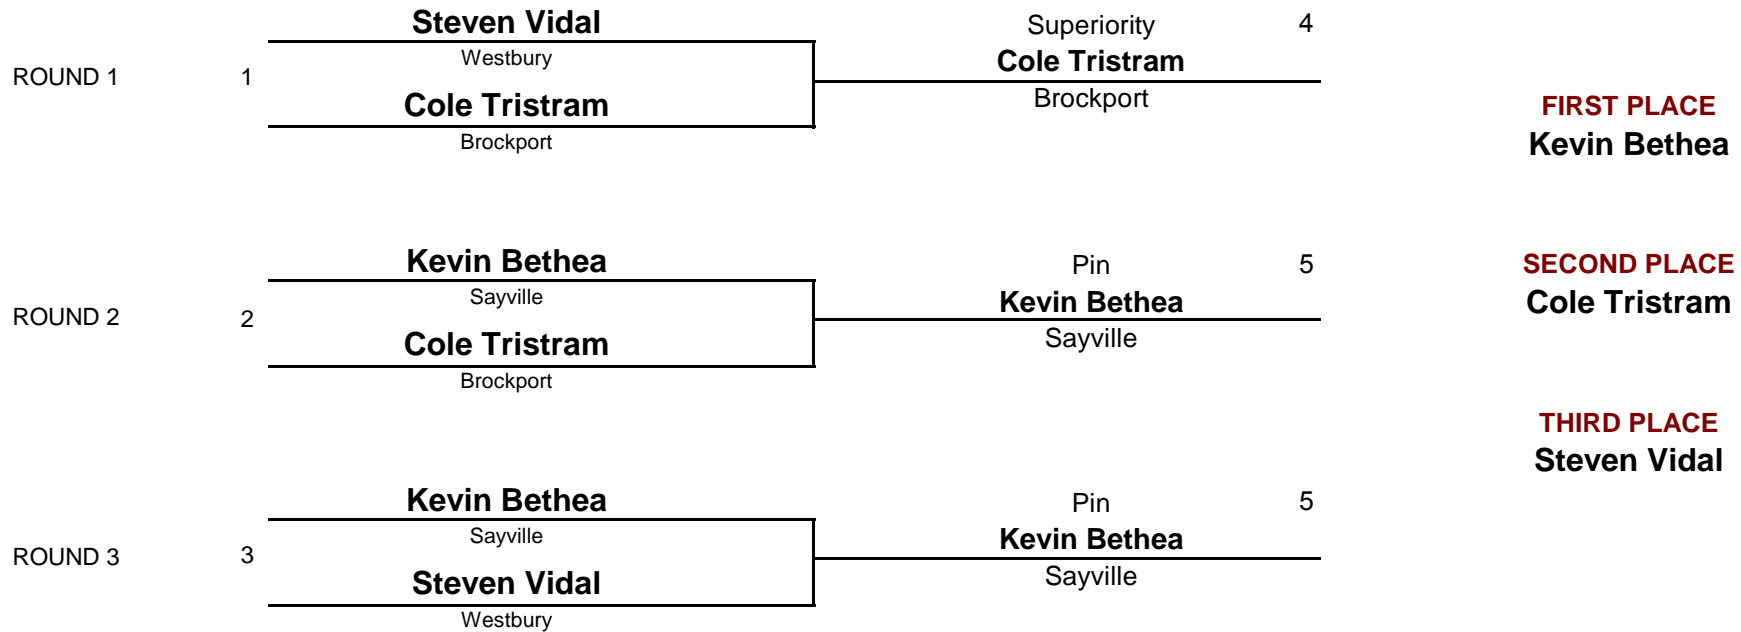 Steven Vidal
Westbury
ROUND 1
1
Cole Tristram
Brockport
Superiority
4
Cole Tristram
Brockport
FIRST PLACE
Kevin Bethea
Kevin Bethea
Sayville
ROUND 2
2
Cole Tristram
Brockport
Pin
5
Kevin Bethea
Sayville
SECOND PLACE
Cole Tristram
THIRD PLACE
Steven Vidal
Kevin Bethea
Sayville
ROUND 3
3
Steven Vidal
Westbury
Pin
5
Kevin Bethea
Sayville